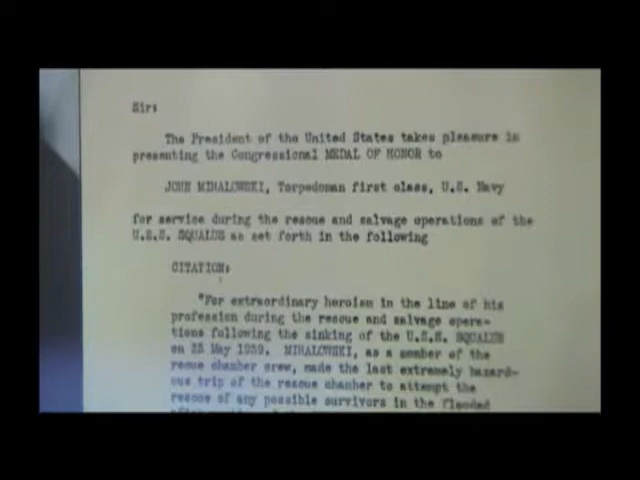 Sir:
The President of the United States takes pleasure in
presenting the Congressional MEDAL OF HONOR to
JOHN MIHALOWSKI, Torpedoman first class, U.S. Navy
for service during the rescue and salvage operations of the
U.S.S. SQUALUS as set forth in the following
CITATION:
"For extraordinary heroism in the line of his
profession during the rescue and salvage opera-
tions following the sinking of the U.S.S. SQUALUS
on 23 May 1939. MIHALOWSKI, as a member of the
rescue chamber crew, made the last extremely hazard-
ous trip of the rescue chamber to attempt the
rescue of any possible survivors in the flooded